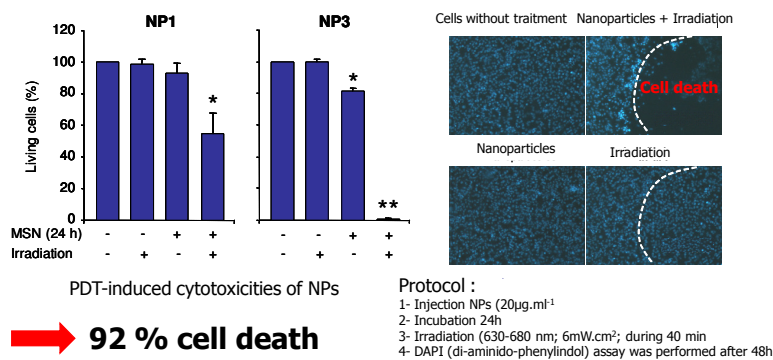 NP1
NP3
120
100
80
60
40
20
0
Living cells (%)
*
*
**
MSN (24 h) - - + + - - + +
Irradiation - + - + - + - +
PDT-induced cytotoxicities of NPs
92 % cell death
Cells without traitment
Nanoparticles + Irradiation
Cell death
Nanoparticles
Irradiation
Protocol :
1- Injection NPs (20µg.ml-1
2- Incubation 24h
3- Irradiation (630-680 nm; 6mW.cm²; during 40 min
4- DAPI (di-aminido-phenylindol) assay was performed after 48h